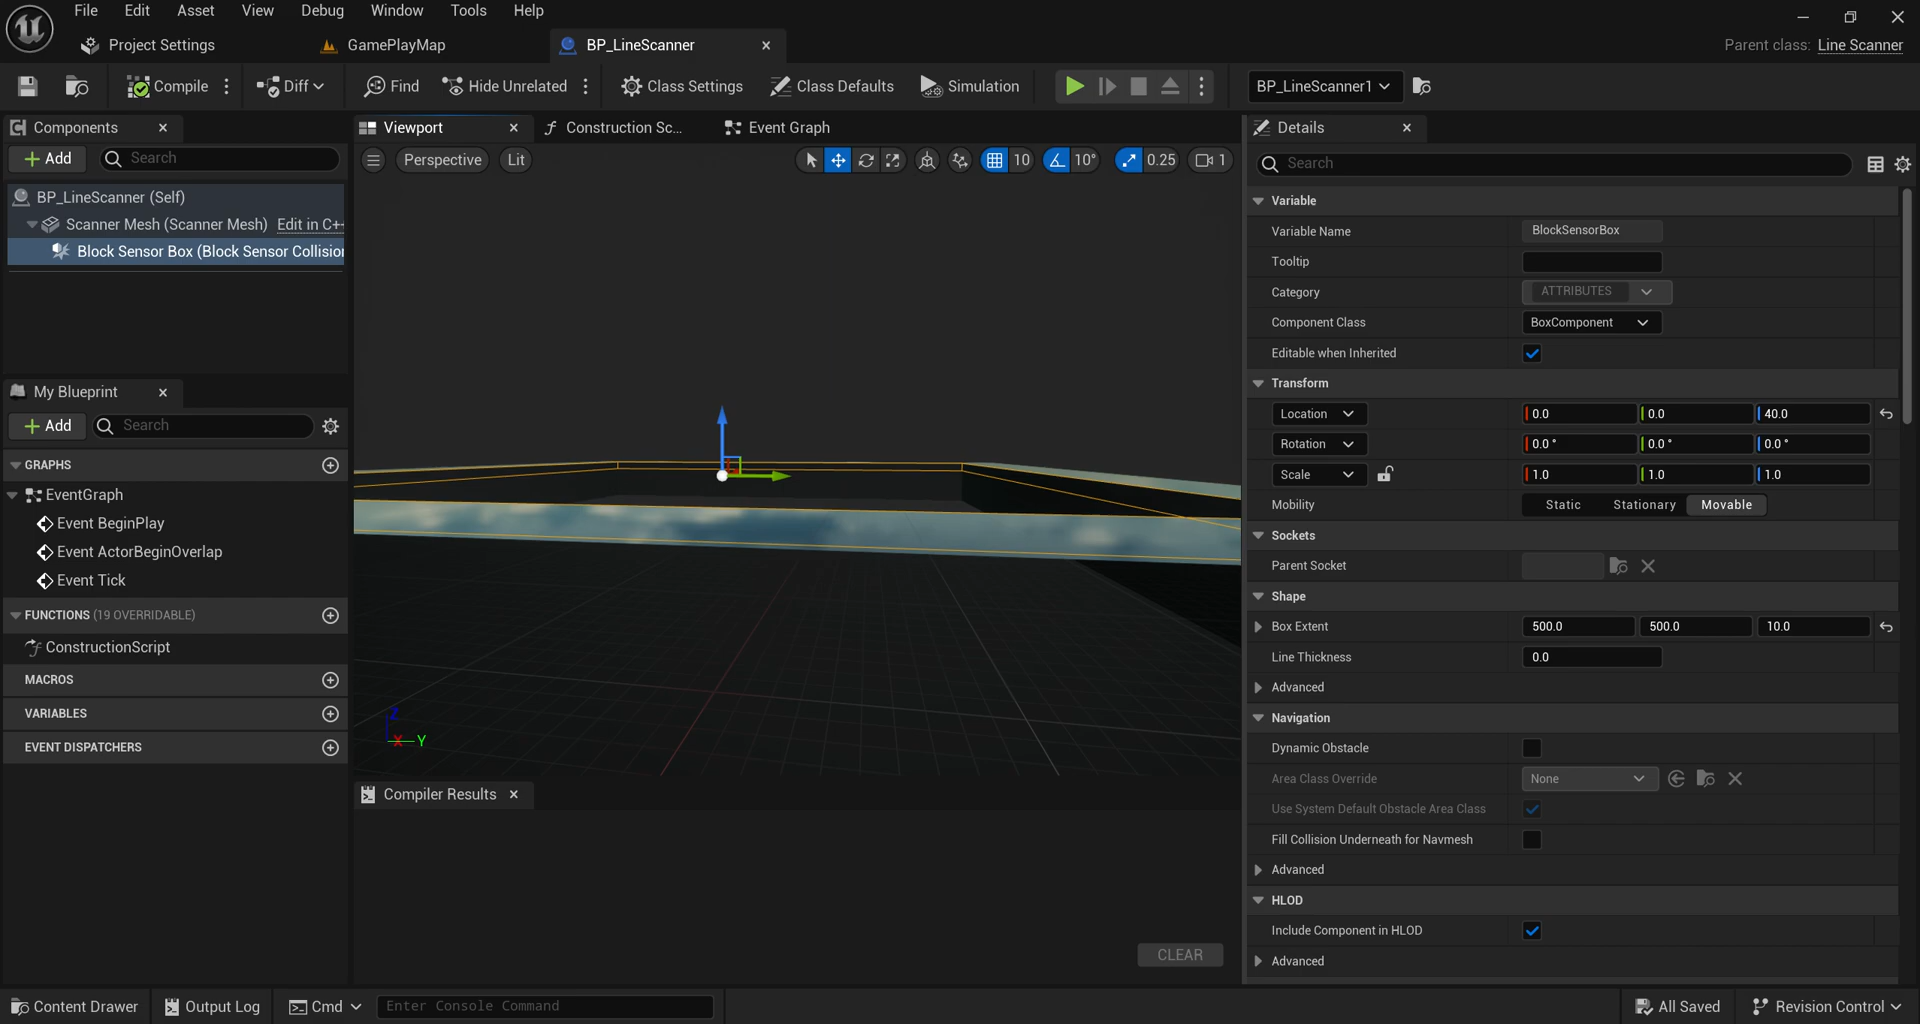 File Edit Asset View Debug Window Tools Help
Project Settings GamePlayMap BP_LineScanner
Parent class: Line Scanner
Compile Diff Find Hide Unrelated Class Settings Class Defaults Simulation BP_LineScanner1
Components
Add Search
BP_LineScanner (Self)
Scanner Mesh (Scanner Mesh) Edit in C++
Block Sensor Box (Block Sensor Collision
My Blueprint
Add Search
GRAPHS
EventGraph
Event BeginPlay
Event ActorBeginOverlap
Event Tick
FUNCTIONS (19 OVERRIDABLE)
ConstructionScript
MACROS
VARIABLES
EVENT DISPATCHERS
Viewport Construction Sc... Event Graph
Perspective Lit 10 10° 0.25 1
Z
X Y
Compiler Results
CLEAR
Details
Search
Variable
Variable Name BlockSensorBox
Tooltip
Category ATTRIBUTES
Component Class BoxComponent
Editable when Inherited
Transform
Location 0.0 0.0 40.0
Rotation 0.0 ° 0.0 ° 0.0 °
Scale 1.0 1.0 1.0
Mobility Static Stationary Movable
Sockets
Parent Socket
Shape
Box Extent 500.0 500.0 10.0
Line Thickness 0.0
Advanced
Navigation
Dynamic Obstacle
Area Class Override None
Use System Default Obstacle Area Class
Fill Collision Underneath for Navmesh
Advanced
HLOD
Include Component in HLOD
Advanced
Content Drawer Output Log Cmd Enter Console Command All Saved Revision Control